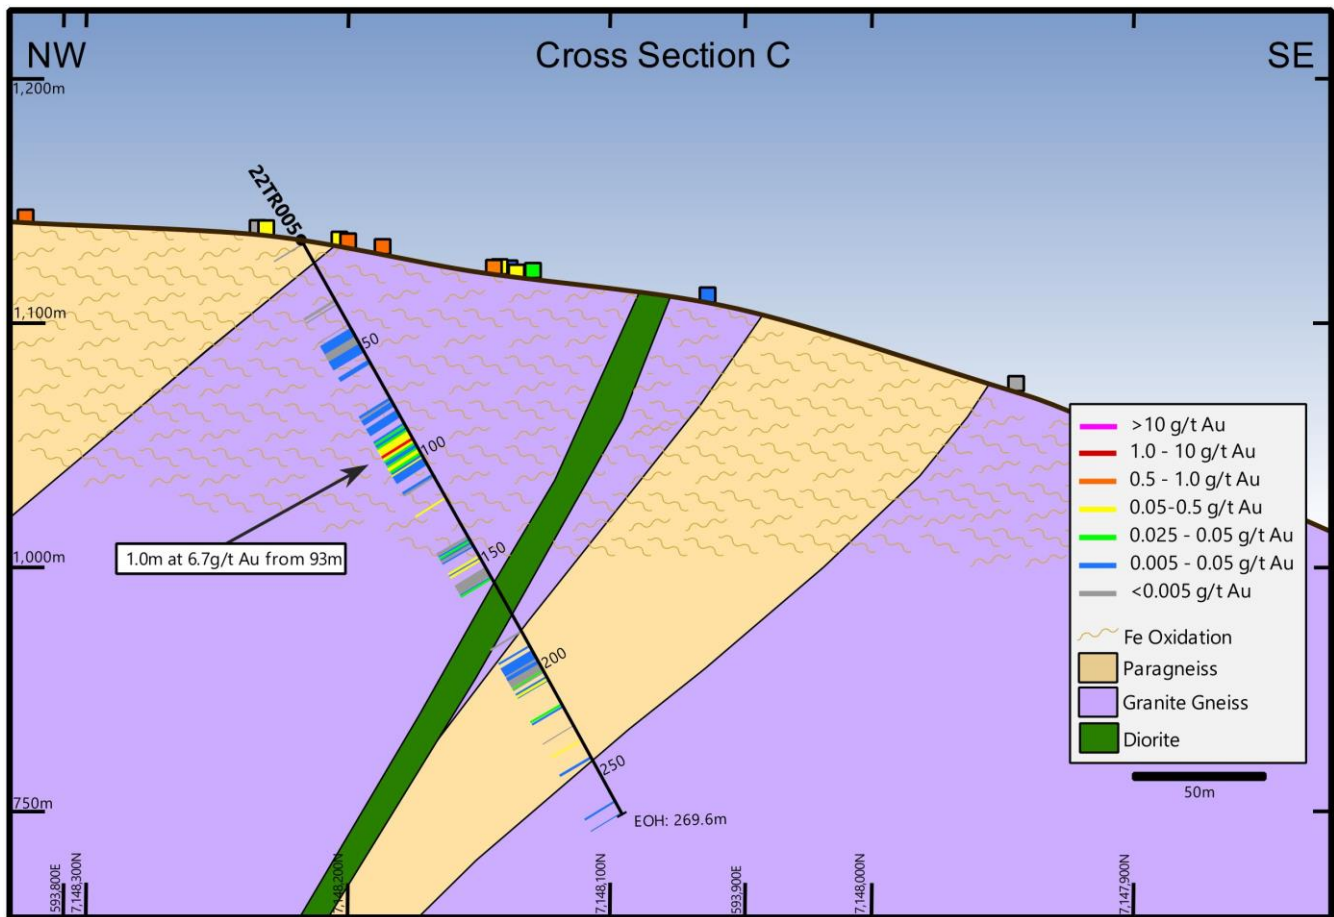 NW
Cross Section C
SE
1,200m
22TR005
1,100m
50
100
>10 g/t Au
1.0 - 10 g/t Au
0.5 - 1.0 g/t Au
0.05-0.5 g/t Au
0.025 - 0.05 g/t Au
0.005 - 0.05 g/t Au
<0.005 g/t Au
1.0m at 6.7g/t Au from 93m
150
1,000m
Fe Oxidation
Paragneiss
Granite Gneiss
Diorite
200
250
50m
750m
EOH: 269.6m
593,800E
7,148,300N
7,148,200N
7,148,100N
593,900E
7,148,000N
7,147,900N